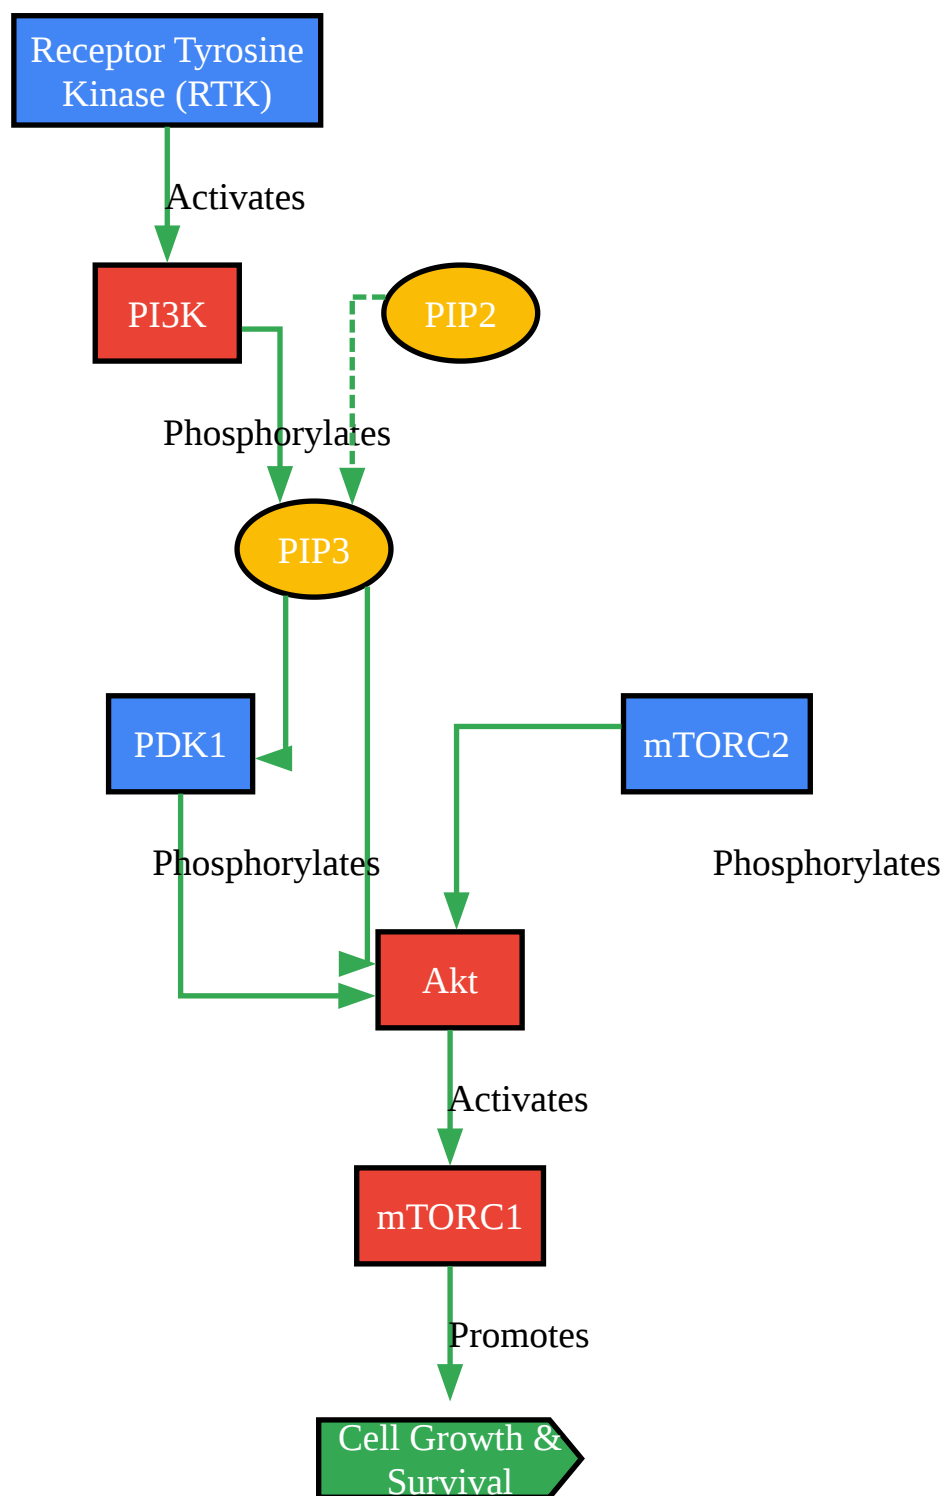 Receptor Tyrosine
Kinase (RTK)
Activates
PI3K
PIP2
Phosphorylates
PIP3
PDK1
mTORC2
Phosphorylates
Phosphorylates
Akt
Activates
mTORC1
Promotes
Cell Growth &
Survival